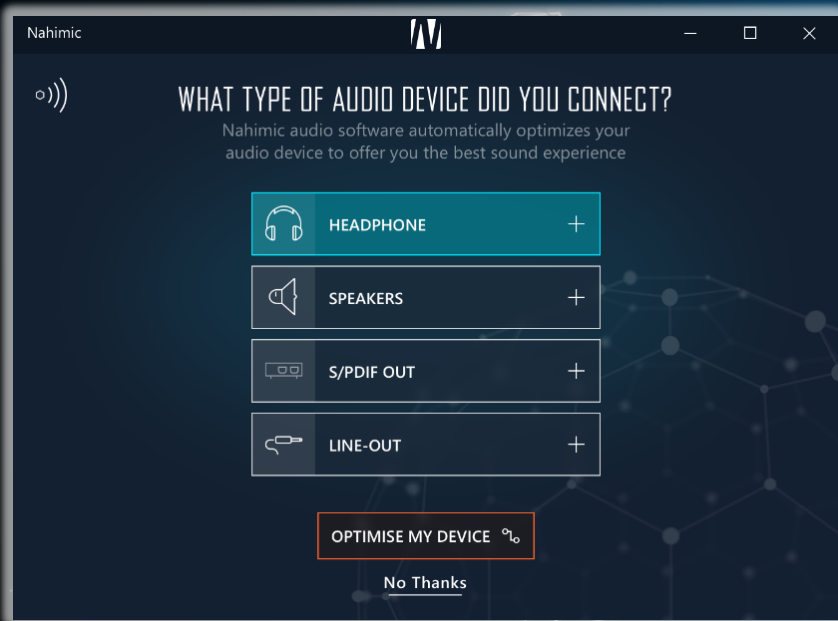 Nahimic
WHAT TYPE OF AUDIO DEVICE DID YOU CONNECT?
Nahimic audio software automatically optimizes your
audio device to offer you the best sound experience
HEADPHONE
SPEAKERS
S/PDIF OUT
LINE-OUT
OPTIMISE MY DEVICE
No Thanks